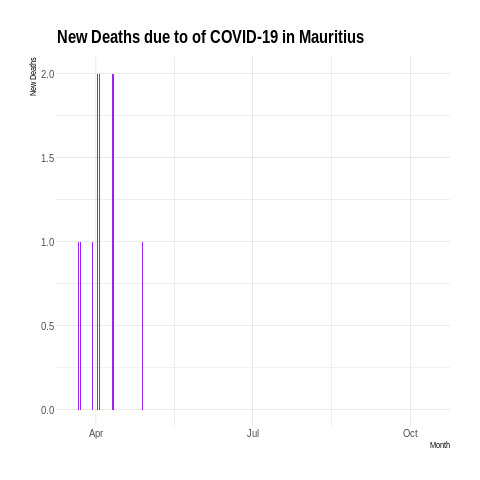 New Deaths due to of COVID-19 in Mauritius
New Deaths
2.0
1.5
1.0
0.5
0.0
Apr Jul Oct
Month